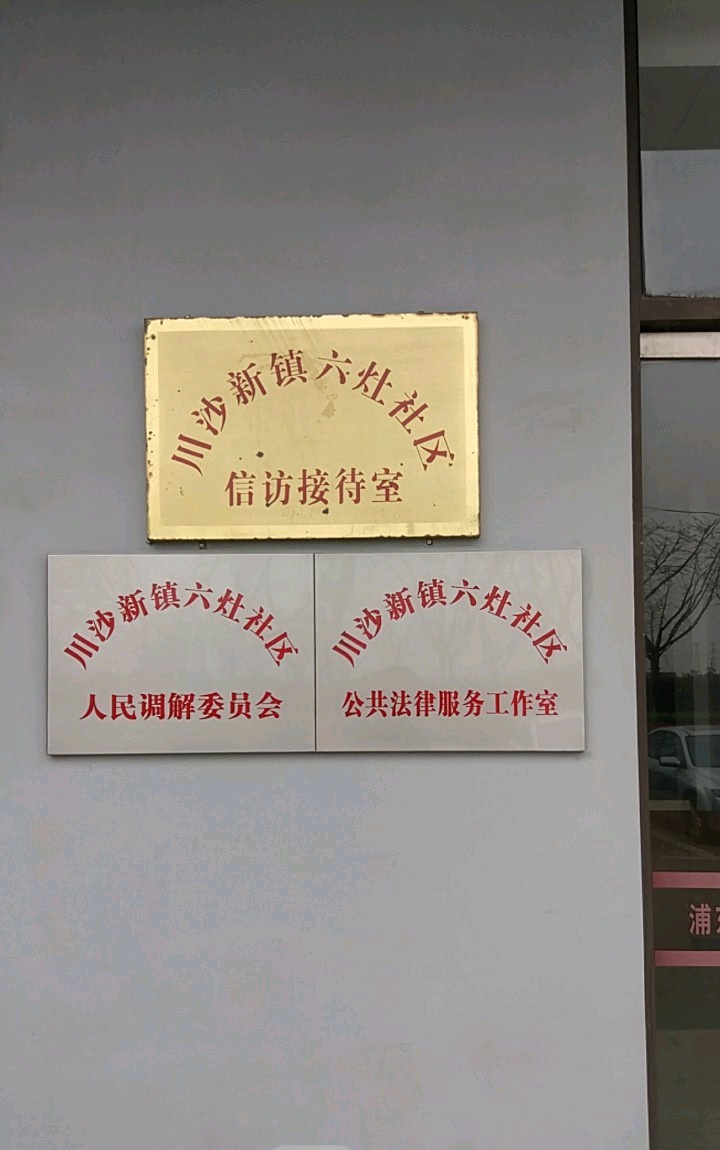 川沙新镇六灶社区
信访接待室
川沙新镇六灶社区
人民调解委员会
川沙新镇六灶社区
公共法律服务工作室
浦